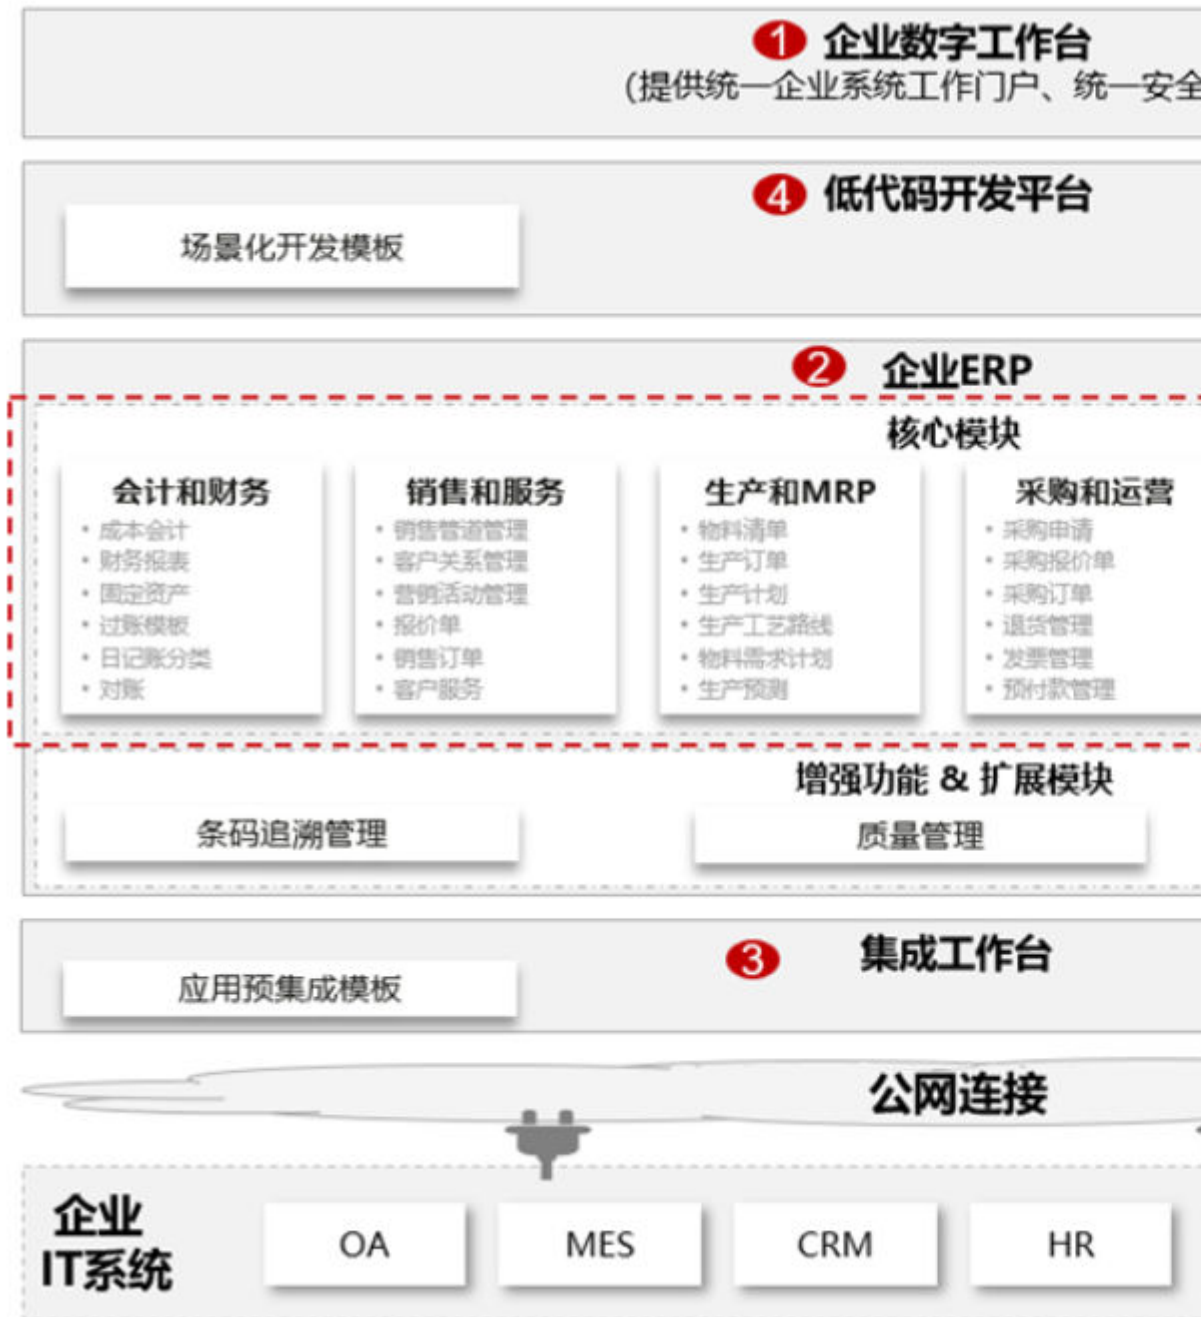 1 企业数字工作台
(提供统一企业系统工作门户、统一安全
4 低代码开发平台
场景化开发模板
2 企业ERP
核心模块
会计和财务
• 成本会计
• 财务报表
• 固定资产
• 过账模板
• 日记账分类
• 对账
销售和服务
• 销售管道管理
• 客户关系管理
• 营销活动管理
• 报价单
• 销售订单
• 客户服务
生产和MRP
• 物料清单
• 生产订单
• 生产计划
• 生产工艺路线
• 物料需求计划
• 生产预测
采购和运营
• 采购申请
• 采购报价单
• 采购订单
• 退货管理
• 发票管理
• 预付款管理
增强功能 & 扩展模块
条码追溯管理
质量管理
3 集成工作台
应用预集成模板
公网连接
企业
IT系统
OA
MES
CRM
HR